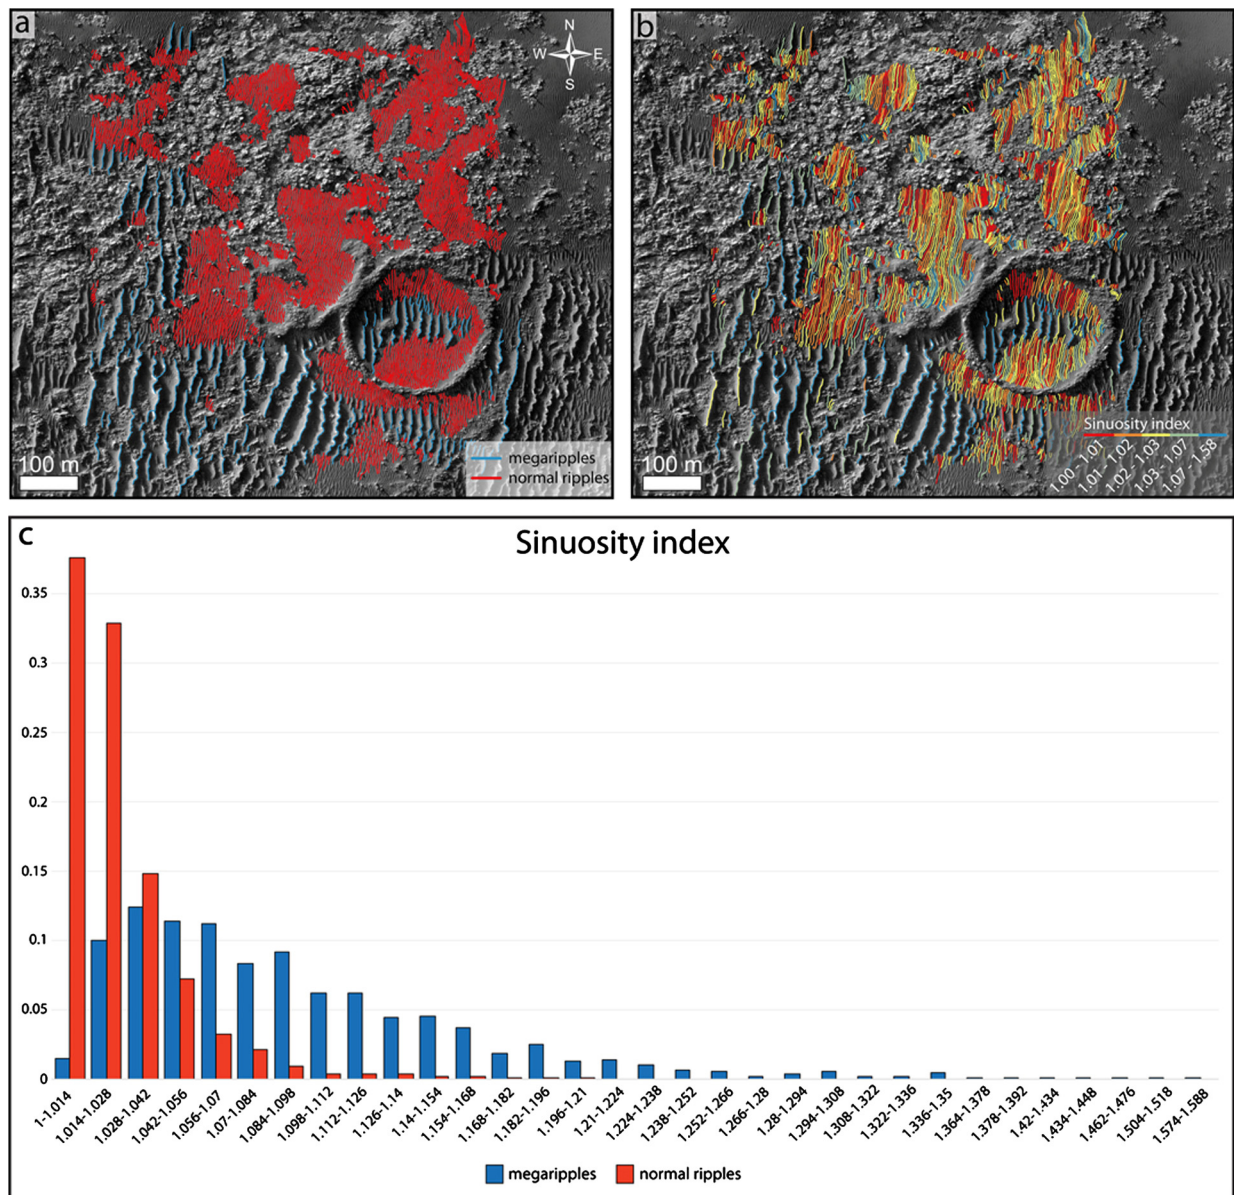 a
N
W E
S
100 m
megaripples
normal ripples
b
100 m
Sinuosity index
1.00 - 1.01
1.01 - 1.02
1.02 - 1.03
1.03 - 1.07
1.07 - 1.58
c
Sinuosity index
0.35
0.3
0.25
0.2
0.15
0.1
0.05
0
1-1.014
1.014-1.028
1.028-1.042
1.042-1.056
1.056-1.07
1.07-1.084
1.084-1.098
1.098-1.112
1.112-1.126
1.126-1.14
1.14-1.154
1.154-1.168
1.168-1.182
1.182-1.196
1.196-1.21
1.21-1.224
1.224-1.238
1.238-1.252
1.252-1.266
1.266-1.28
1.28-1.294
1.294-1.308
1.308-1.322
1.322-1.336
1.336-1.35
1.364-1.378
1.378-1.392
1.42-1.434
1.434-1.448
1.462-1.476
1.504-1.518
1.574-1.588
megaripples normal ripples